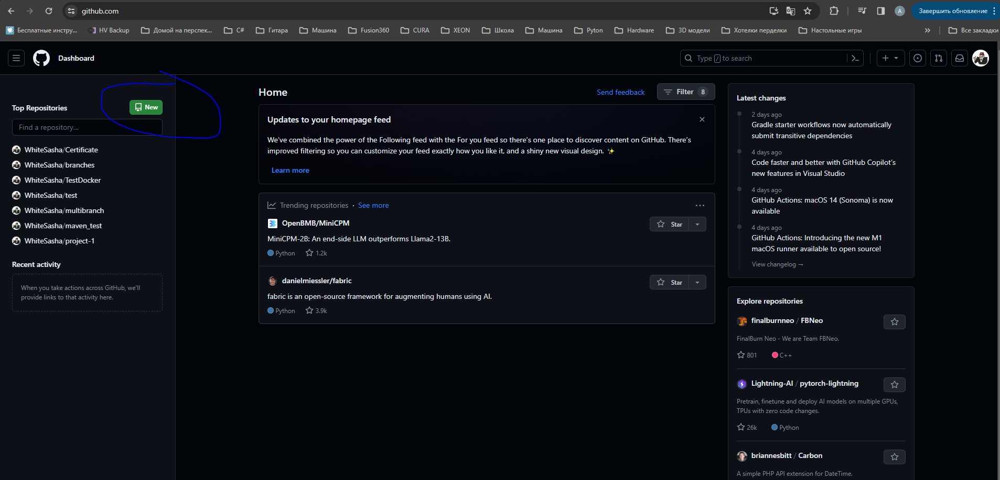 github.com
Завершить обновление
Бесплатные инстру...
HV Backup
Домой на перспек...
C#
Гитара
Машина
Fusion360
CURA
XEON
Школа
Машина
Pyton
Hardware
3D модели
Хотелки перделки
Настольные игры
»
Все закладки
A
Dashboard
Type / to search
Top Repositories
New
Find a repository...
WhiteSasha/Certificate
WhiteSasha/branches
WhiteSasha/TestDocker
WhiteSasha/test
WhiteSasha/multibranch
WhiteSasha/maven_test
WhiteSasha/project-1
Recent activity
When you take actions across GitHub, we'll
provide links to that activity here.
Home
Send feedback
Filter 8
Updates to your homepage feed
We've combined the power of the Following feed with the For you feed so there's one place to discover content on GitHub. There's
improved filtering so you can customize your feed exactly how you like it, and a shiny new visual design. ✨
Learn more
Trending repositories · See more
OpenBMB/MiniCPM
Star
MiniCPM-2B: An end-side LLM outperforms Llama2-13B.
Python 1.2k
danielmiessler/fabric
Star
fabric is an open-source framework for augmenting humans using AI.
Python 3.9k
Latest changes
2 days ago
Gradle starter workflows now automatically
submit transitive dependencies
4 days ago
Code faster and better with GitHub Copilot's
new features in Visual Studio
4 days ago
GitHub Actions: macOS 14 (Sonoma) is now
available
4 days ago
GitHub Actions: Introducing the new M1
macOS runner available to open source!
View changelog →
Explore repositories
finalburnneo / FBNeo
FinalBurn Neo - We are Team FBNeo.
801 C++
Lightning-AI / pytorch-lightning
Pretrain, finetune and deploy AI models on multiple GPUs,
TPUs with zero code changes.
26k Python
briannesbitt / Carbon
A simple PHP API extension for DateTime.